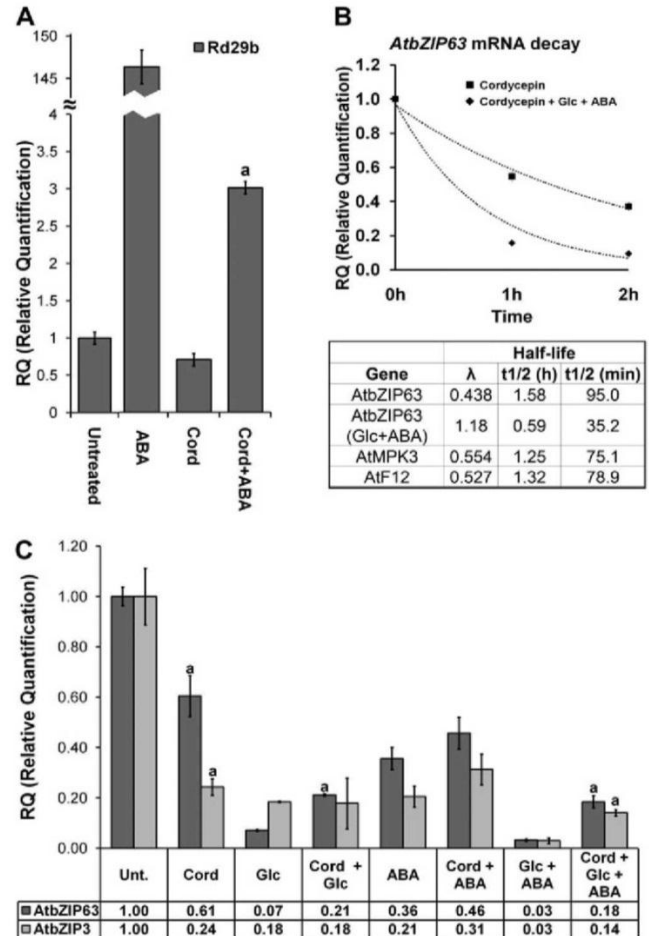 A
Rd29b
RQ (Relative Quantification)
150
145
≈
4
3.5
3
2.5
2
1.5
1
0.5
0
a
Untreated
ABA
Cord
Cord+ABA
B
AtbZIP63 mRNA decay
RQ (Relative Quantification)
1.2
1.0
0.8
0.6
0.4
0.2
0.0
Cordycepin
Cordycepin + Glc + ABA
0h 1h 2h
Time
Half-life
Gene λ t1/2 (h) t1/2 (min)
AtbZIP63 0.438 1.58 95.0
AtbZIP63
(Glc+ABA) 1.18 0.59 35.2
AtMPK3 0.554 1.25 75.1
AtF12 0.527 1.32 78.9
C
RQ (Relative Quantification)
1.20
1.00
0.80
0.60
0.40
0.20
0.00
a
a
a
a a
Unt. Cord Glc Cord + Glc ABA Cord + ABA Glc + ABA Cord + Glc + ABA
AtbZIP63 1.00 0.61 0.07 0.21 0.36 0.46 0.03 0.18
AtbZIP3 1.00 0.24 0.18 0.18 0.21 0.31 0.03 0.14